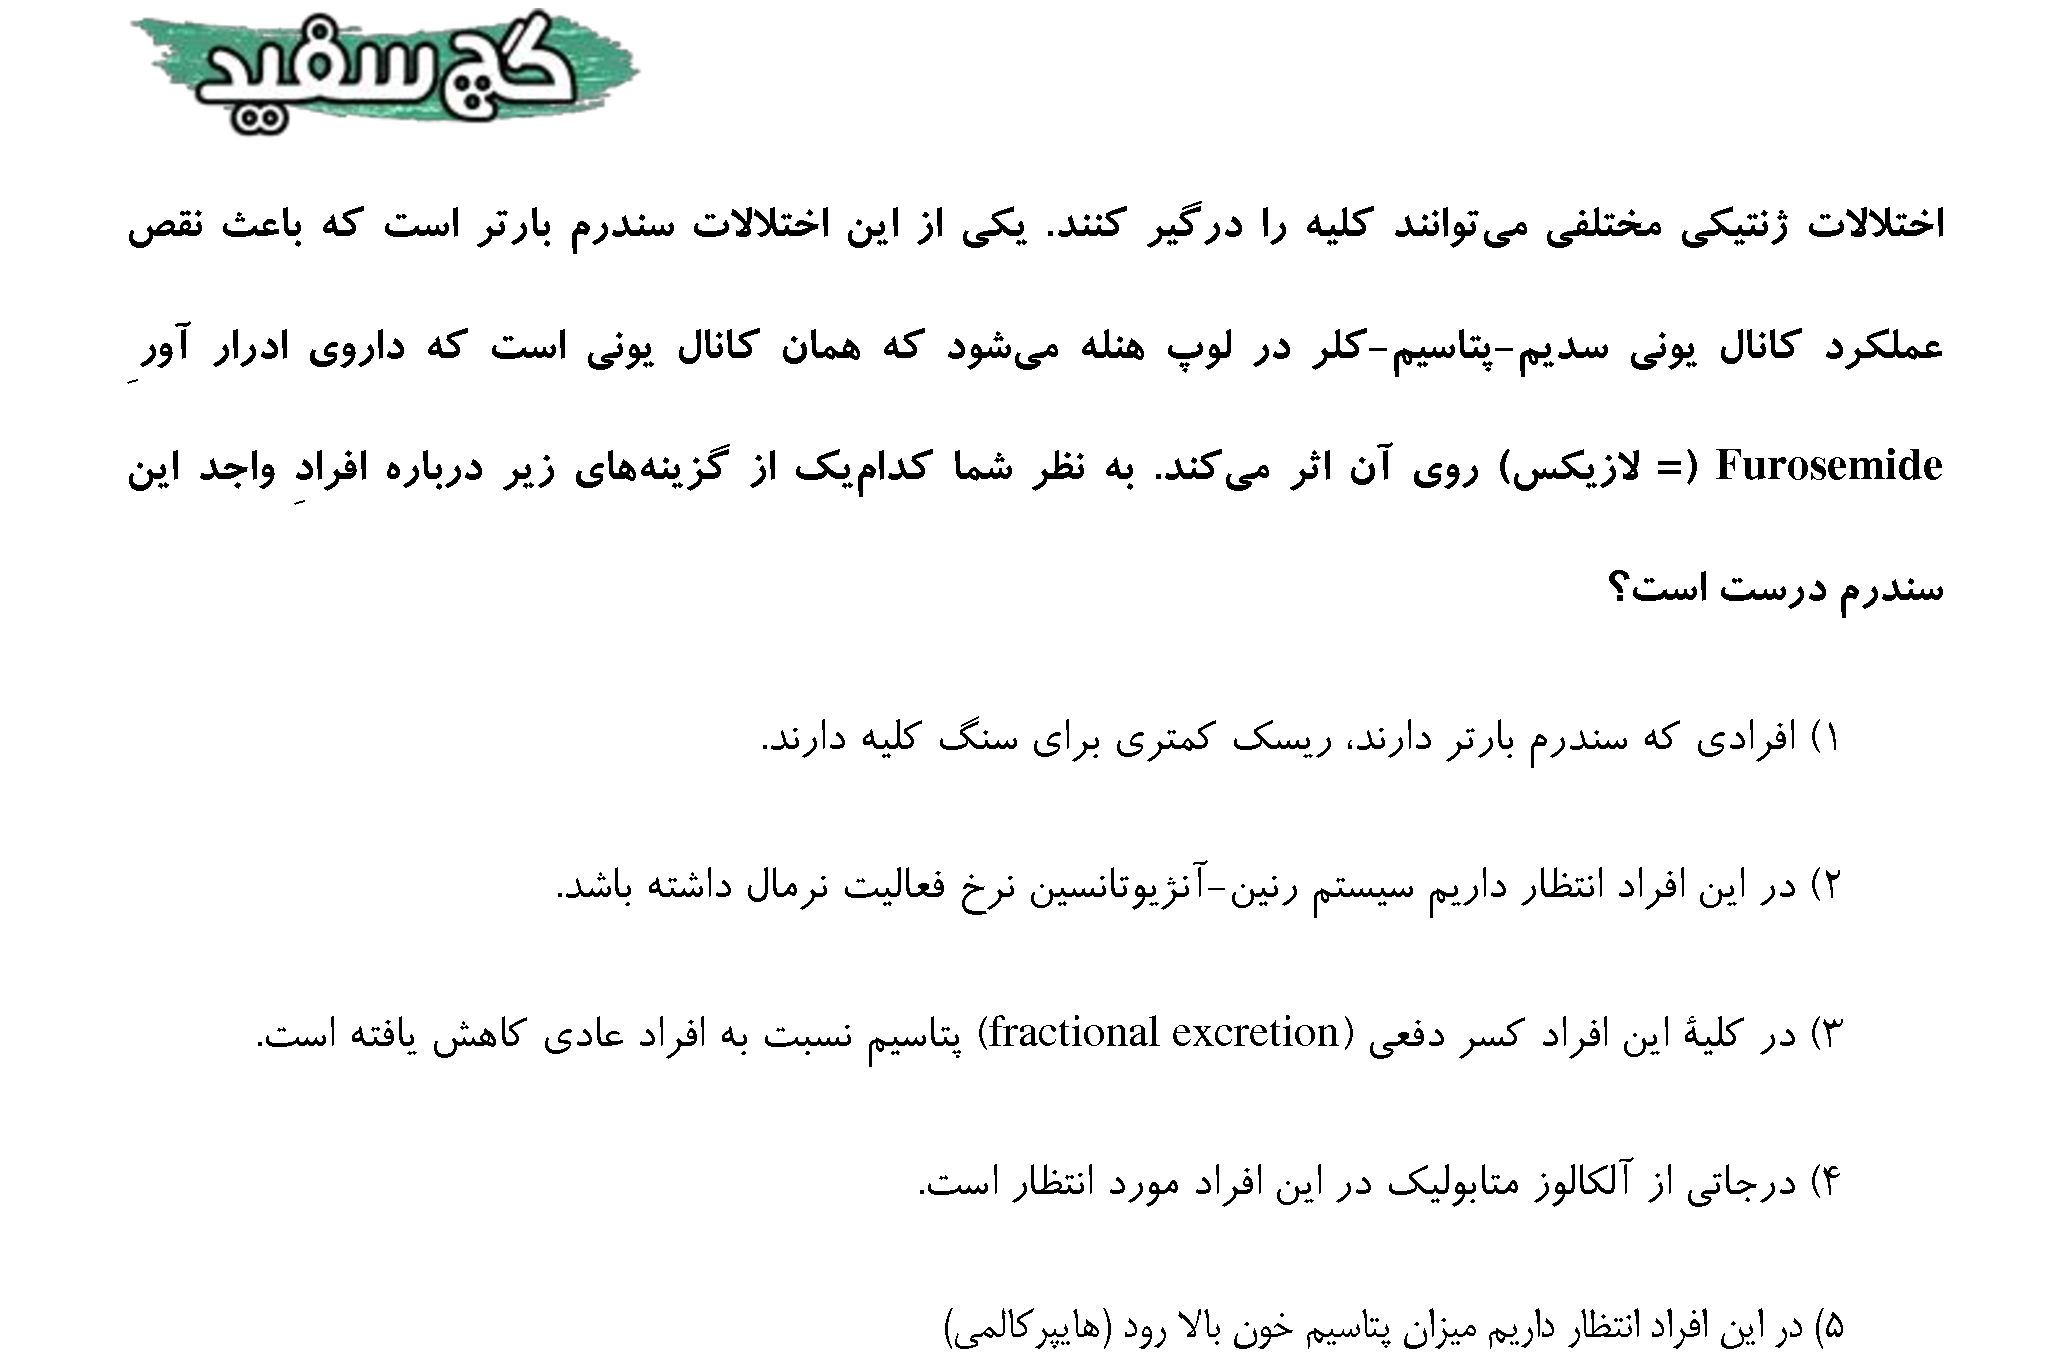 گچ سفید
اختلالات ژنتیکی مختلفی می‌توانند کلیه را درگیر کنند. یکی از این اختلالات سندرم بارتر است که باعث نقص
عملکرد کانال یونی سدیم-پتاسیم-کلر در لوپ هنله می‌شود که همان کانال یونی است که داروی ادرار آورِ
Furosemide (= لازیکس) روی آن اثر می‌کند. به نظر شما کدام‌یک از گزینه‌های زیر درباره افرادِ واجد این
سندرم درست است؟
۱) افرادی که سندرم بارتر دارند، ریسک کمتری برای سنگ کلیه دارند.
۲) در این افراد انتظار داریم سیستم رنین-آنژیوتانسین نرخ فعالیت نرمال داشته باشد.
۳) در کلیهٔ این افراد کسر دفعی (fractional excretion) پتاسیم نسبت به افراد عادی کاهش یافته است.
۴) درجاتی از آلکالوز متابولیک در این افراد مورد انتظار است.
۵) در این افراد انتظار داریم میزان پتاسیم خون بالا رود (هایپرکالمی)